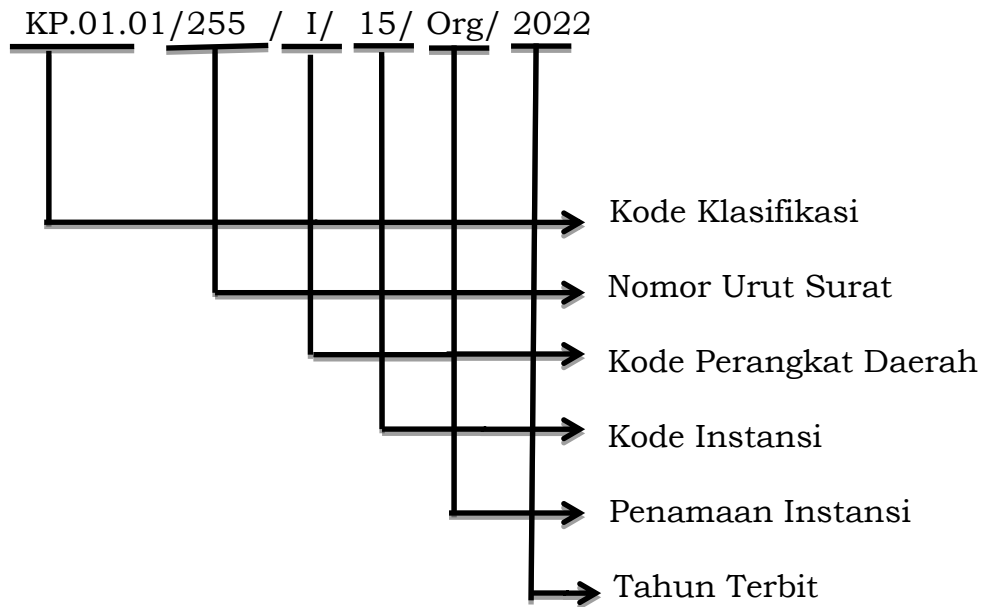 KP.01.01/255 / I/ 15/ Org/ 2022
Kode Klasifikasi
Nomor Urut Surat
Kode Perangkat Daerah
Kode Instansi
Penamaan Instansi
Tahun Terbit